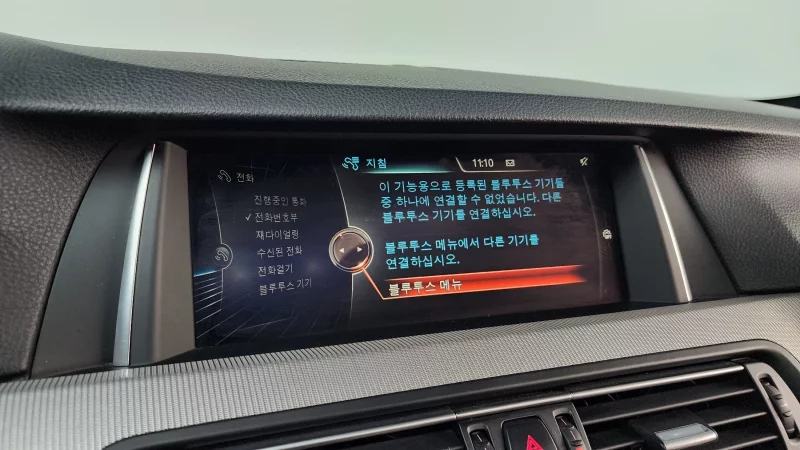 전화
진행중인 통화
✓ 전화번호부
재다이얼링
수신된 전화
전화걸기
블루투스 기기
지침
11:10
이 기능용으로 등록된 블루투스 기기들
중 하나에 연결할 수 없었습니다. 다른
블루투스 기기를 연결하십시오.
블루투스 메뉴에서 다른 기기를
연결하십시오.
블루투스 메뉴